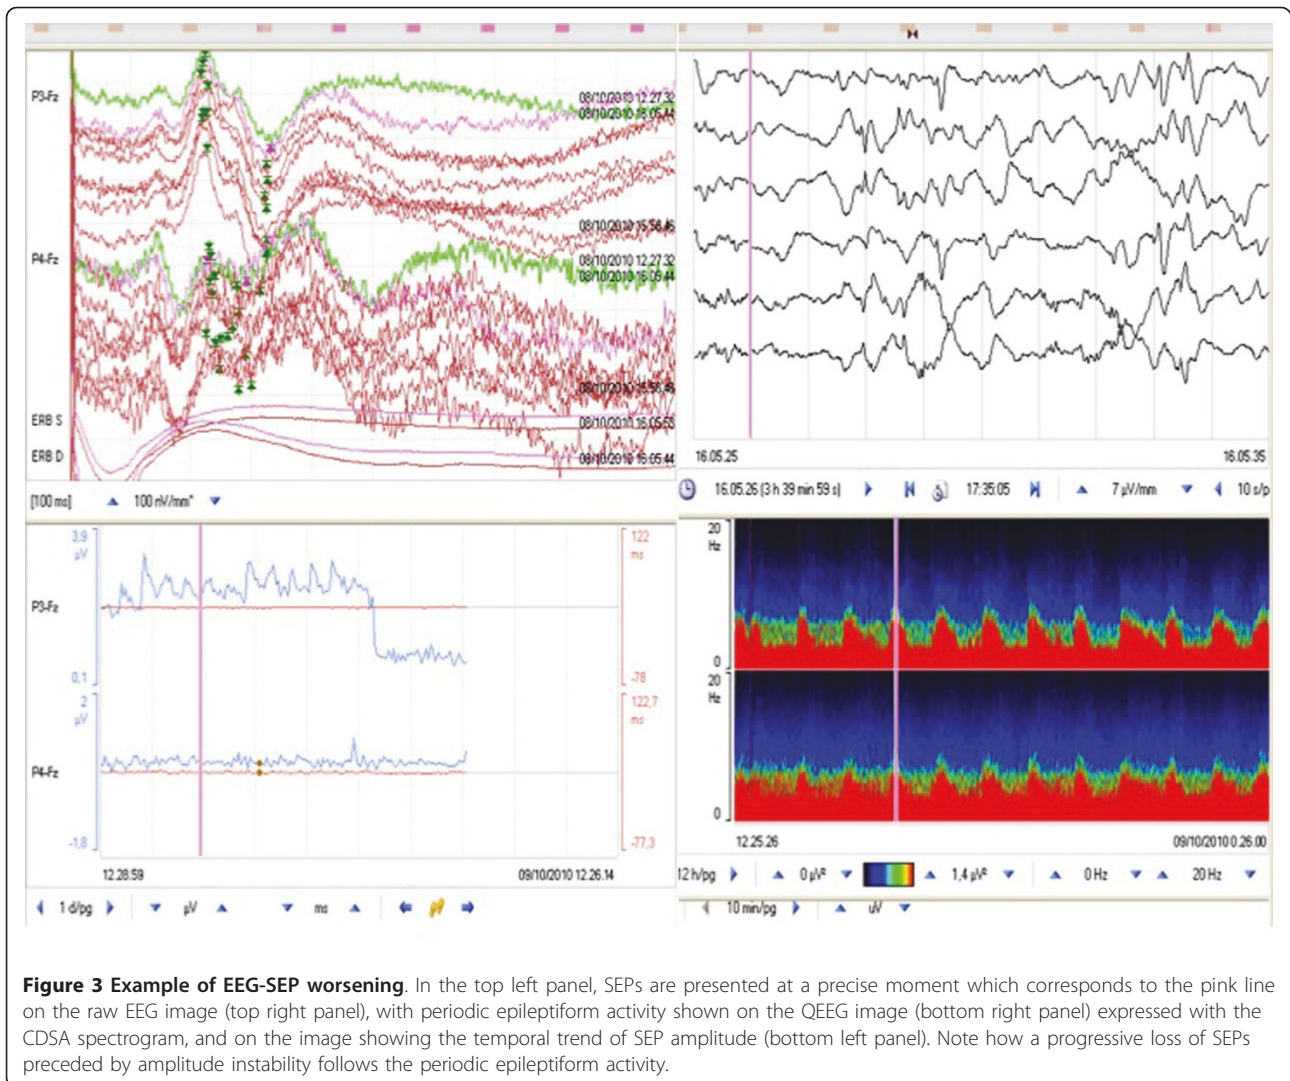 P3-Fz
08/10/2010 12.27.32
08/10/2010 16.05.44
08/10/2010 15.56.46
P4-Fz
08/10/2010 12.27.32
08/10/2010 16.05.44
08/10/2010 15.56.46
ERB S
08/10/2010 16.05.53
ERB D
08/10/2010 16.05.44
[100 ms] 100 nV/mm"
16.05.25 16.05.35
16.05.26 (3 h 39 min 59 s) 17:35:05 7 µV/mm 10 s/p
3,9
µV
122
ms
P3-Fz
0,1
-78
2
µV
122,7
ms
P4-Fz
-1,8
-77,3
12.28.59 09/10/2010 12.26.14
1 d/pg µV ms
20
Hz
0
20
Hz
0
12.25.26 09/10/2010 0.26.00
12 h/pg 0 µV² 1,4 µV² 0 Hz 20 Hz
10 min/pg uV
Figure 3 Example of EEG-SEP worsening. In the top left panel, SEPs are presented at a precise moment which corresponds to the pink line
on the raw EEG image (top right panel), with periodic epileptiform activity shown on the QEEG image (bottom right panel) expressed with the
CDSA spectrogram, and on the image showing the temporal trend of SEP amplitude (bottom left panel). Note how a progressive loss of SEPs
preceded by amplitude instability follows the periodic epileptiform activity.